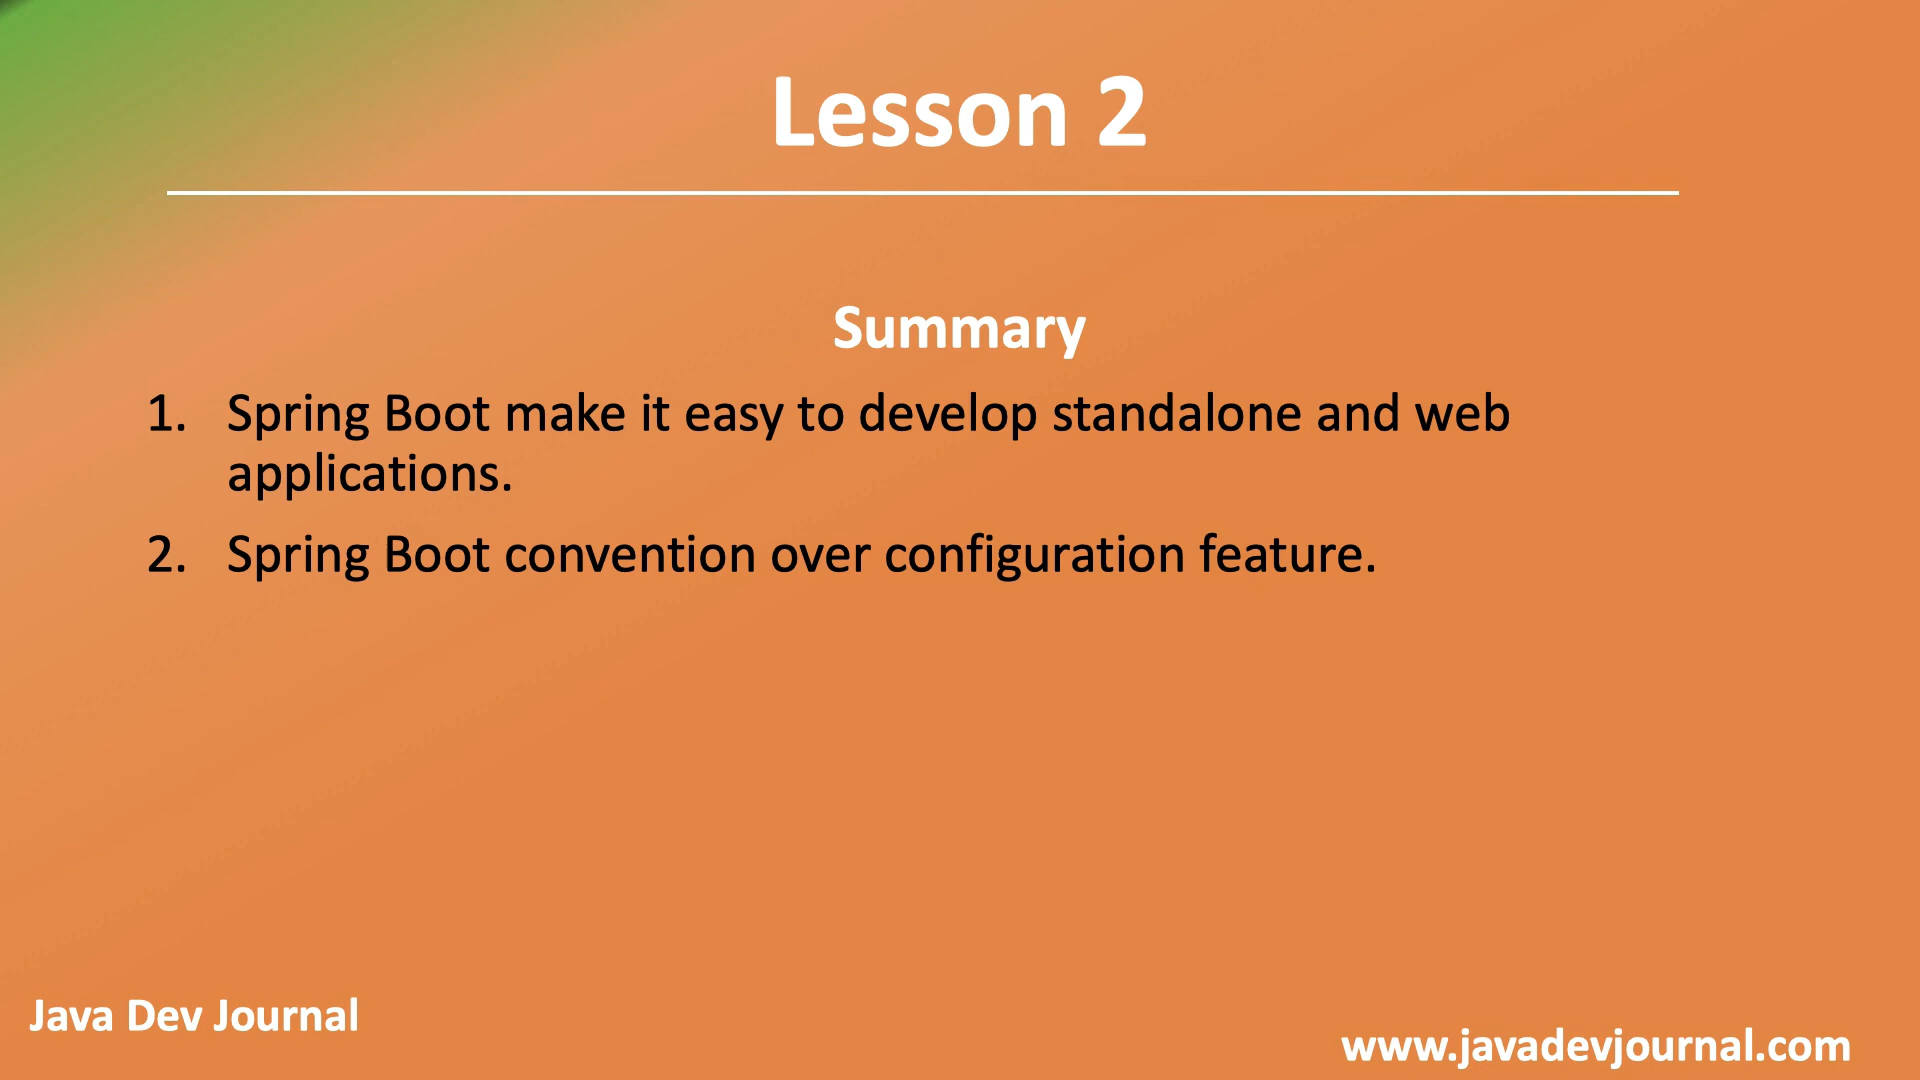 Lesson 2
Summary
1. Spring Boot make it easy to develop standalone and web
applications.
2. Spring Boot convention over configuration feature.
Java Dev Journal
www.javadevjournal.com